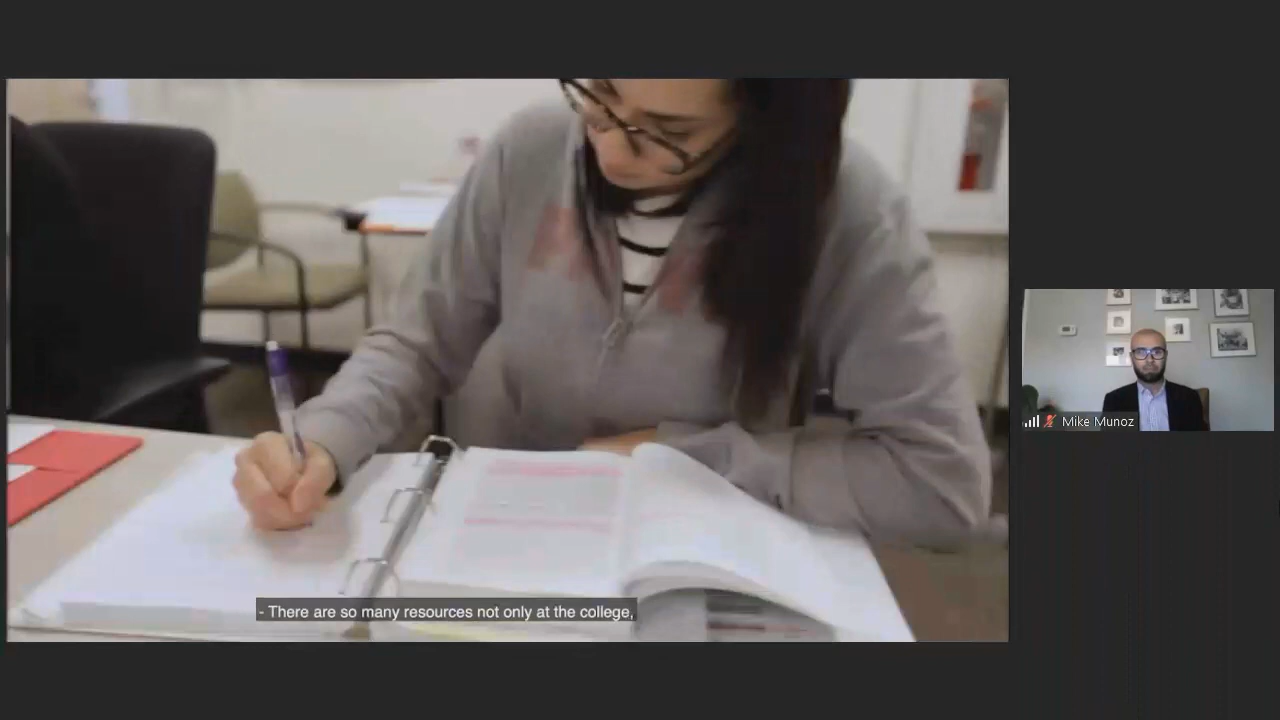 - There are so many resources not only at the college,
Mike Munoz